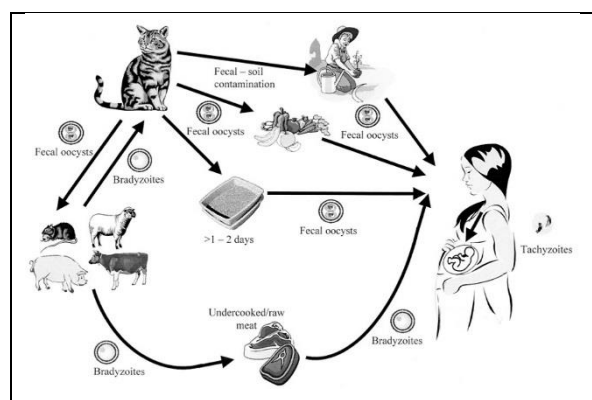 Fecal – soil
contamination
Fecal oocysts
Fecal oocysts
Fecal oocysts
Bradyzoites
>1 – 2 days
Fecal oocysts
Tachyzoites
Undercooked/raw
meat
Bradyzoites
Bradyzoites